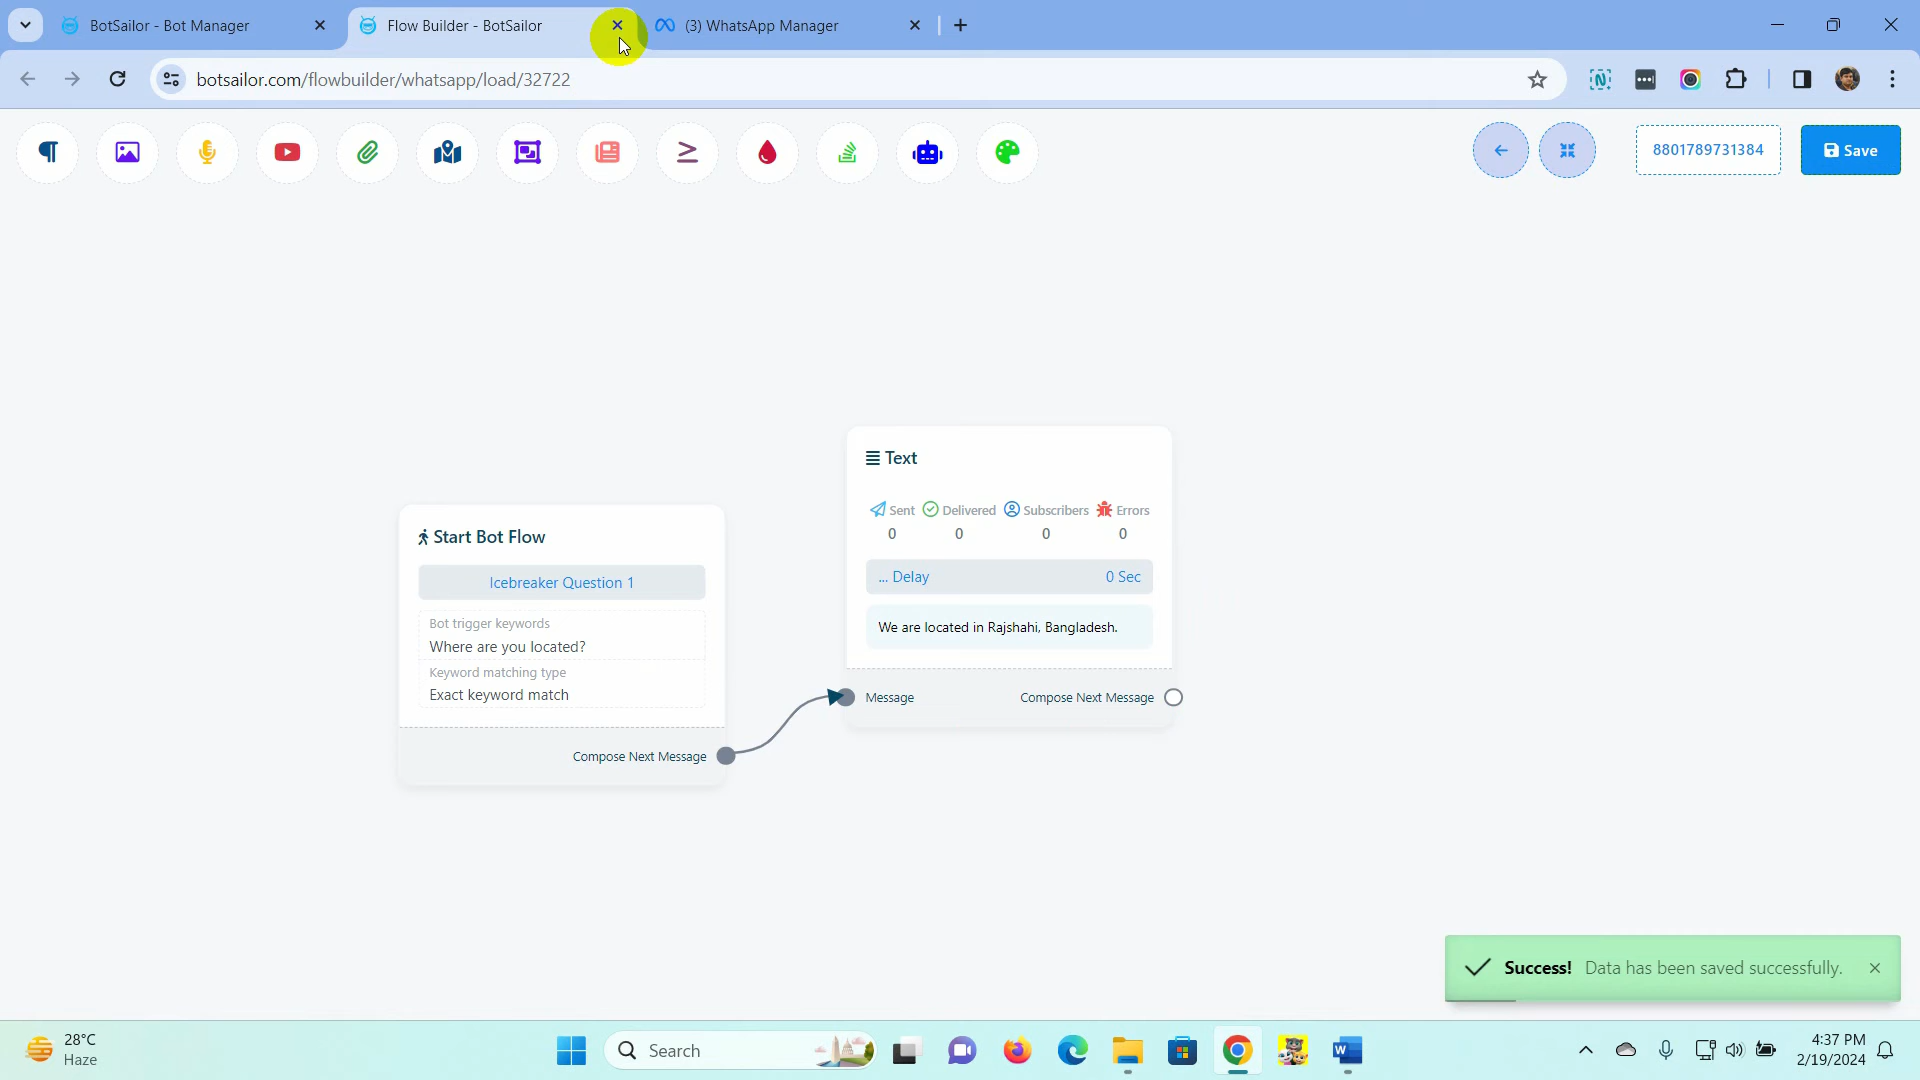 BotSailor - Bot Manager
Flow Builder - BotSailor
(3) WhatsApp Manager
botsailor.com/flowbuilder/whatsapp/load/32722
8801789731384
Save
Text
Sent Delivered Subscribers Errors
0 0 0 0
... Delay 0 Sec
We are located in Rajshahi, Bangladesh.
Message Compose Next Message
Start Bot Flow
Icebreaker Question 1
Bot trigger keywords
Where are you located?
Keyword matching type
Exact keyword match
Compose Next Message
Success! Data has been saved successfully.
28°C
Haze
Search
4:37 PM
2/19/2024